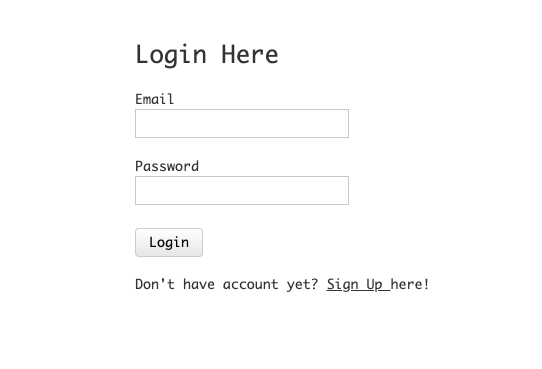 Login Here
Email
Password
Login
Don't have account yet? Sign Up here!